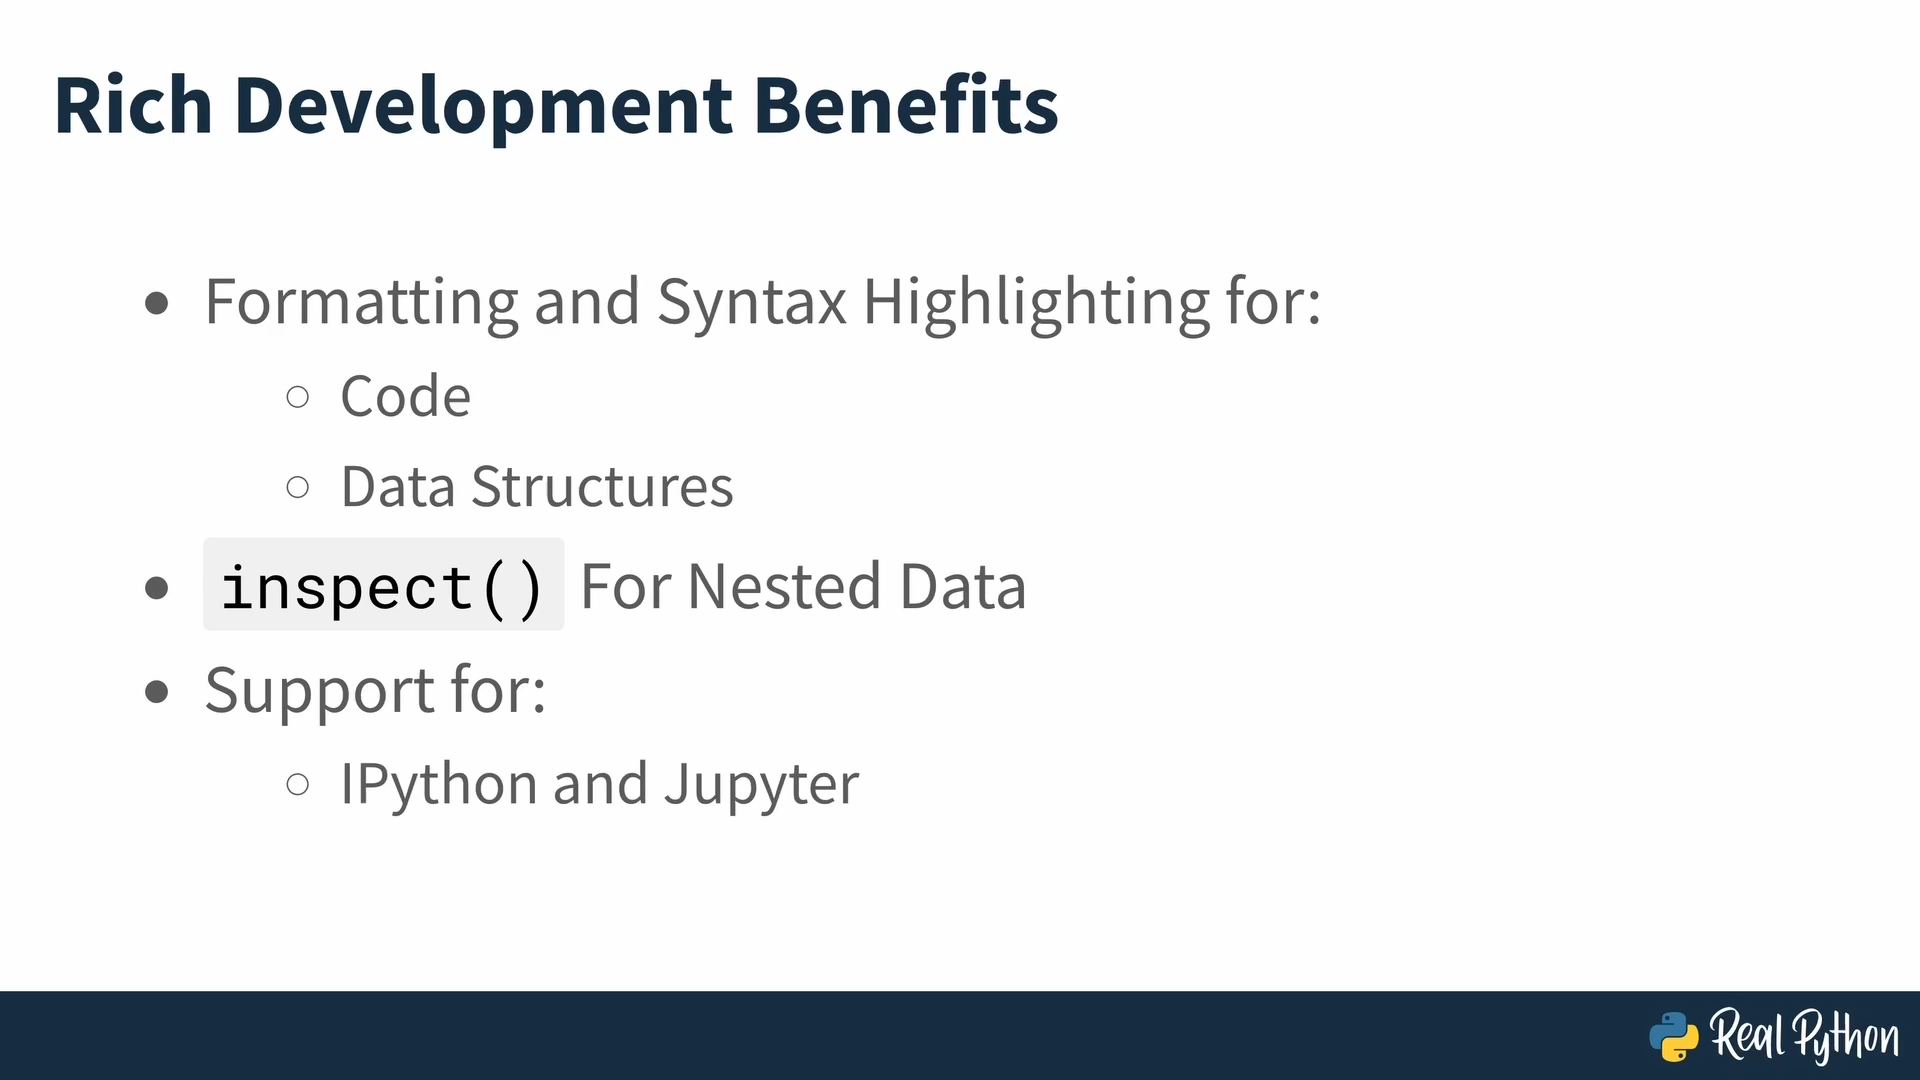 Rich Development Benefits
• Formatting and Syntax Highlighting for:
○ Code
○ Data Structures
• inspect() For Nested Data
• Support for:
○ IPython and Jupyter
Real Python